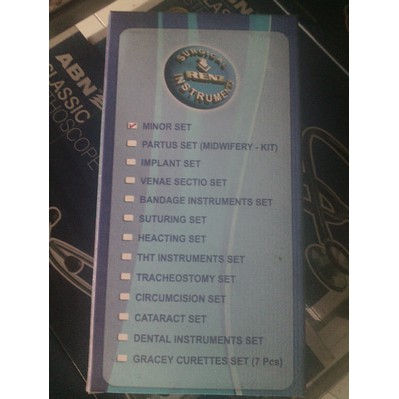 SURGICAL
RENZ
INSTRUMENT
MINOR SET
PARTUS SET (MIDWIFERY - KIT)
IMPLANT SET
VENAE SECTIO SET
BANDAGE INSTRUMENTS SET
SUTURING SET
HEACTING SET
THT INSTRUMENTS SET
TRACHEOSTOMY SET
CIRCUMCISION SET
CATARACT SET
DENTAL INSTRUMENTS SET
GRACEY CURETTES SET (7 Pcs)
ABN
CLASSIC